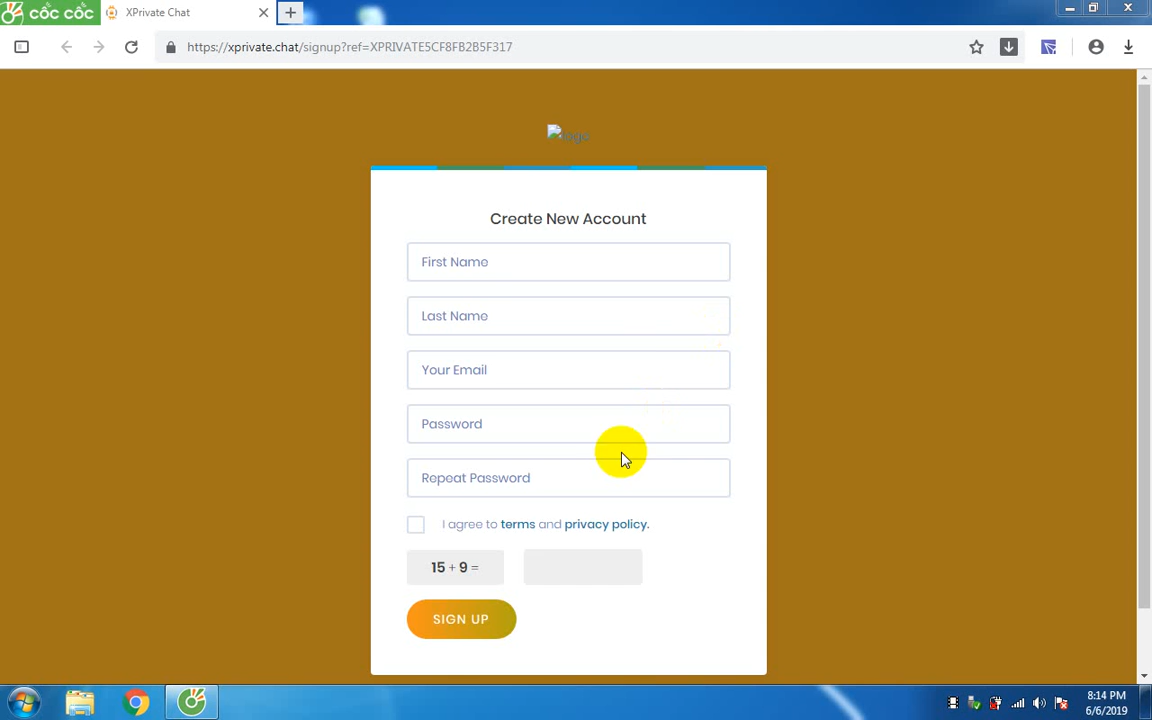 cốc cốc
XPrivate Chat
https://xprivate.chat/signup?ref=XPRIVATE5CF8FB2B5F317
logo
Create New Account
First Name
Last Name
Your Email
Password
Repeat Password
I agree to terms and privacy policy.
15 + 9 =
SIGN UP
8:14 PM
6/6/2019